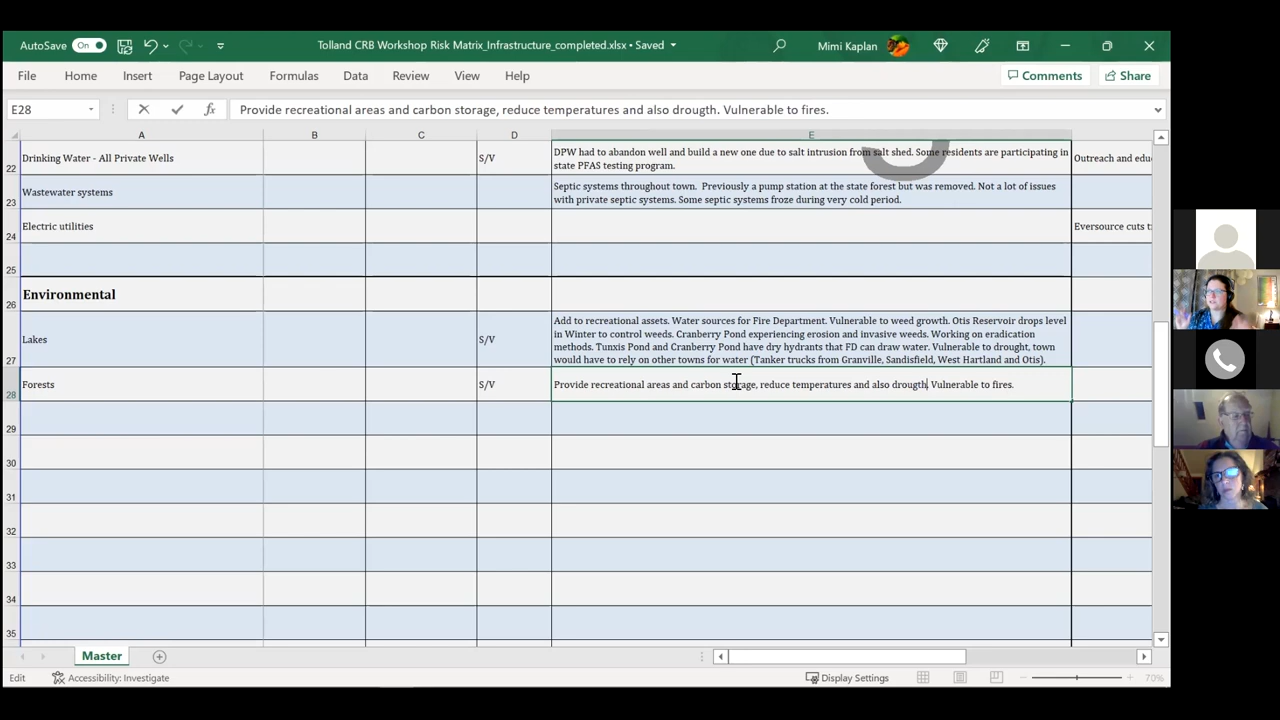 AutoSave On Tolland CRB Workshop Risk Matrix_Infrastructure_completed.xlsx • Saved Mimi Kaplan
File Home Insert Page Layout Formulas Data Review View Help Comments Share
E28 fx Provide recreational areas and carbon storage, reduce temperatures and also drougth. Vulnerable to fires.
A B C D E
22 Drinking Water - All Private Wells S/V DPW had to abandon well and build a new one due to salt intrusion from salt shed. Some residents are participating in Outreach and educ
state PFAS testing program.
23 Wastewater systems Septic systems throughout town. Previously a pump station at the state forest but was removed. Not a lot of issues
with private septic systems. Some septic systems froze during very cold period.
24 Electric utilities Eversource cuts t
25
26 Environmental
27 Lakes S/V Add to recreational assets. Water sources for Fire Department. Vulnerable to weed growth. Otis Reservoir drops level
in Winter to control weeds. Cranberry Pond experiencing erosion and invasive weeds. Working on eradication
methods. Tunxis Pond and Cranberry Pond have dry hydrants that FD can draw water. Vulnerable to drought, town
would have to rely on other towns for water (Tanker trucks from Granville, Sandisfield, West Hartland and Otis).
28 Forests S/V Provide recreational areas and carbon storage, reduce temperatures and also drougth. Vulnerable to fires.
29
30
31
32
33
34
35
Master
Edit Accessibility: Investigate Display Settings 70%